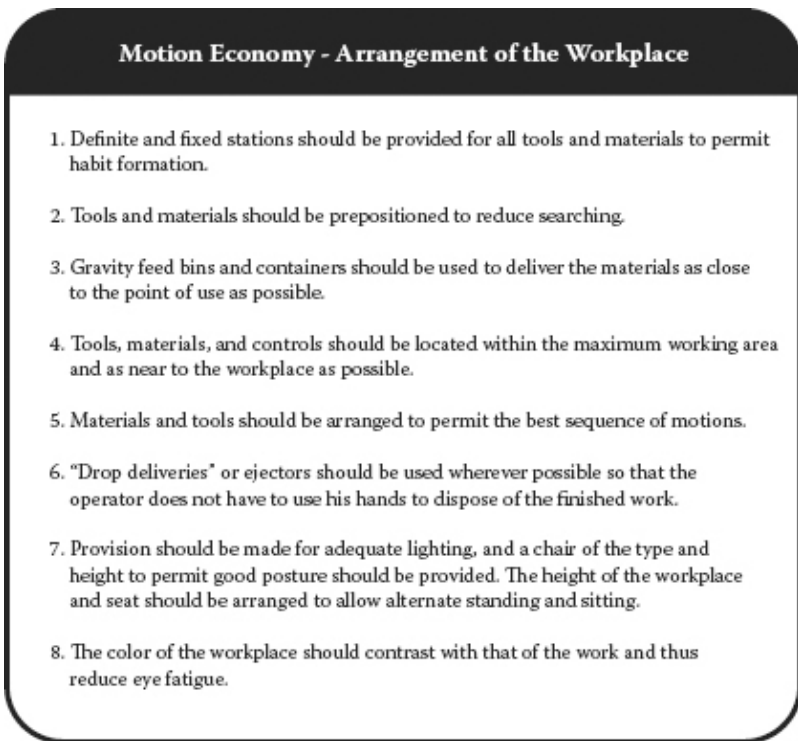 Motion Economy - Arrangement of the Workplace
1. Definite and fixed stations should be provided for all tools and materials to permit
habit formation.
2. Tools and materials should be prepositioned to reduce searching.
3. Gravity feed bins and containers should be used to deliver the materials as close
to the point of use as possible.
4. Tools, materials, and controls should be located within the maximum working area
and as near to the workplace as possible.
5. Materials and tools should be arranged to permit the best sequence of motions.
6. "Drop deliveries" or ejectors should be used wherever possible so that the
operator does not have to use his hands to dispose of the finished work.
7. Provision should be made for adequate lighting, and a chair of the type and
height to permit good posture should be provided. The height of the workplace
and seat should be arranged to allow alternate standing and sitting.
8. The color of the workplace should contrast with that of the work and thus
reduce eye fatigue.